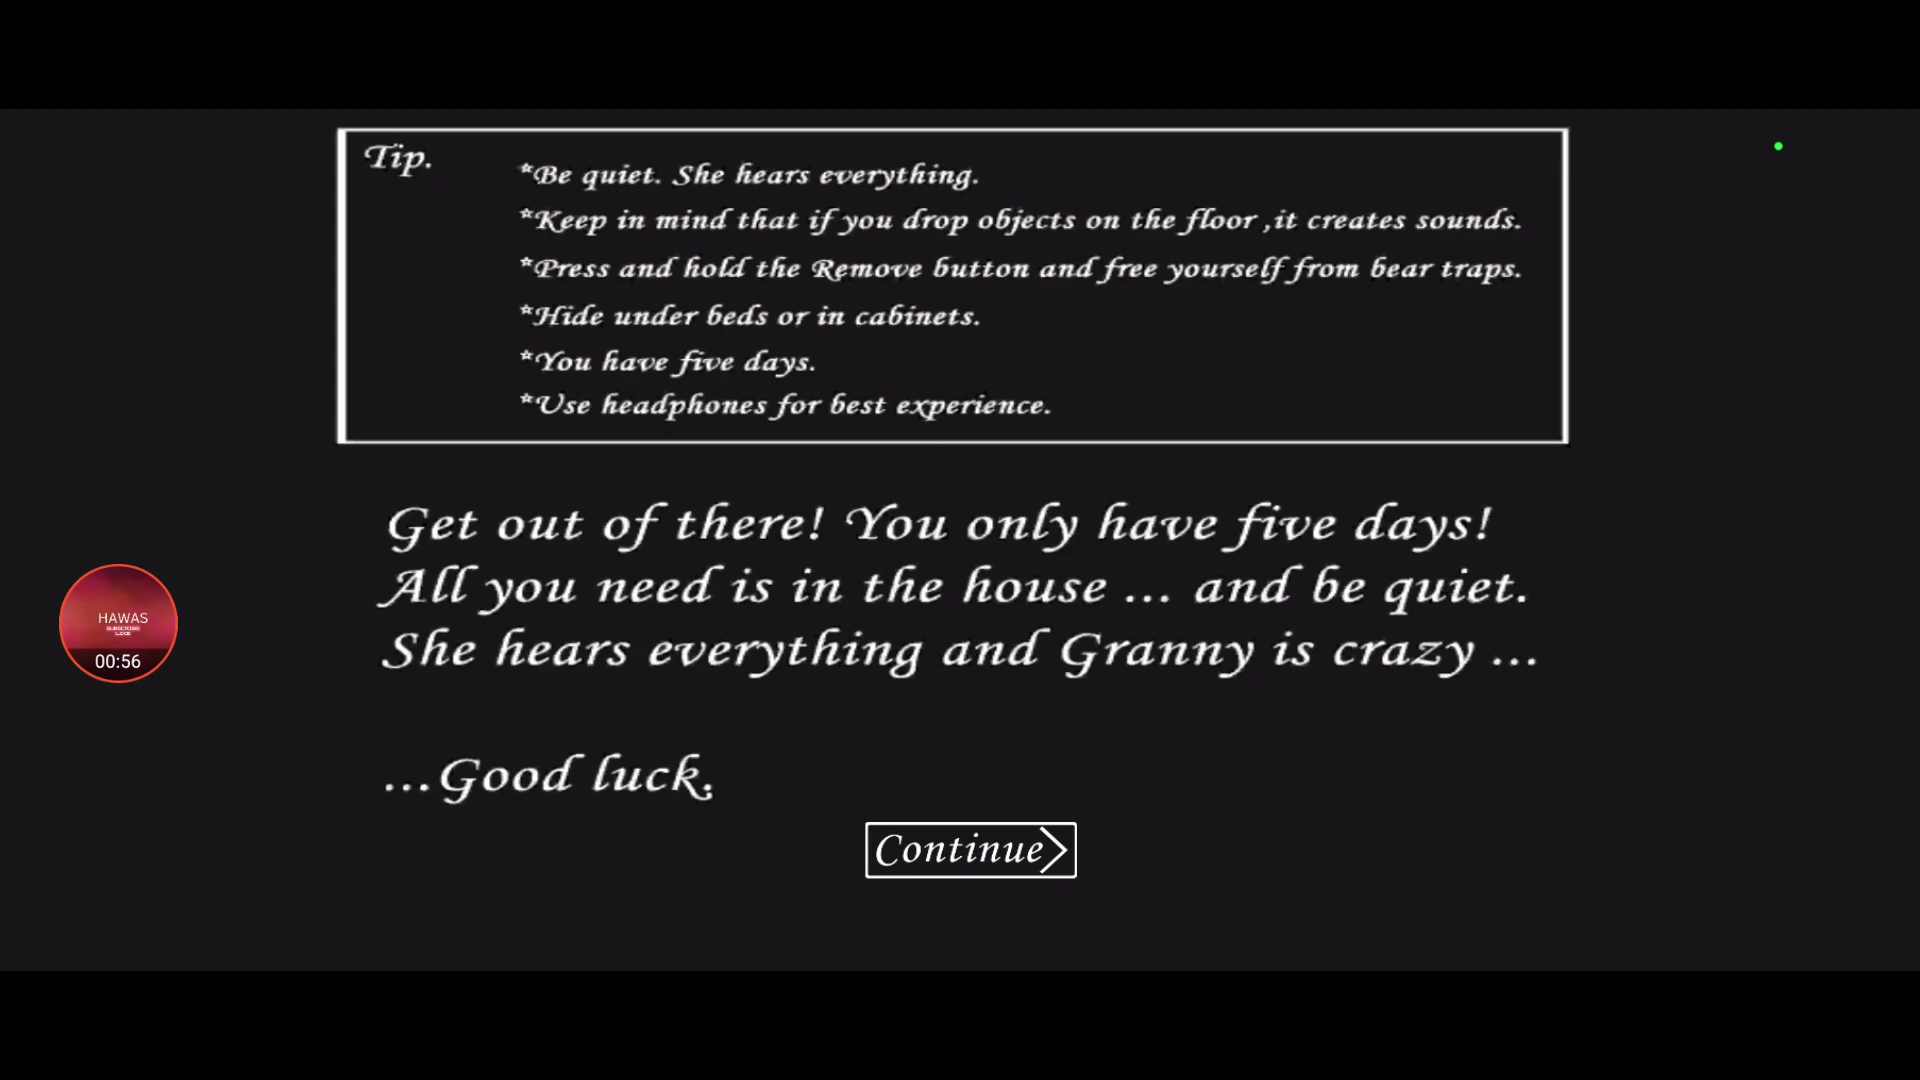 Tip.
*Be quiet. She hears everything.
*Keep in mind that if you drop objects on the floor ,it creates sounds.
*Press and hold the Remove button and free yourself from bear traps.
*Hide under beds or in cabinets.
*You have five days.
*Use headphones for best experience.
Get out of there! You only have five days!
All you need is in the house ... and be quiet.
She hears everything and Granny is crazy ...
...Good luck.
HAWAS
SUBSCRIBE
LIKE
00:56
Continue>